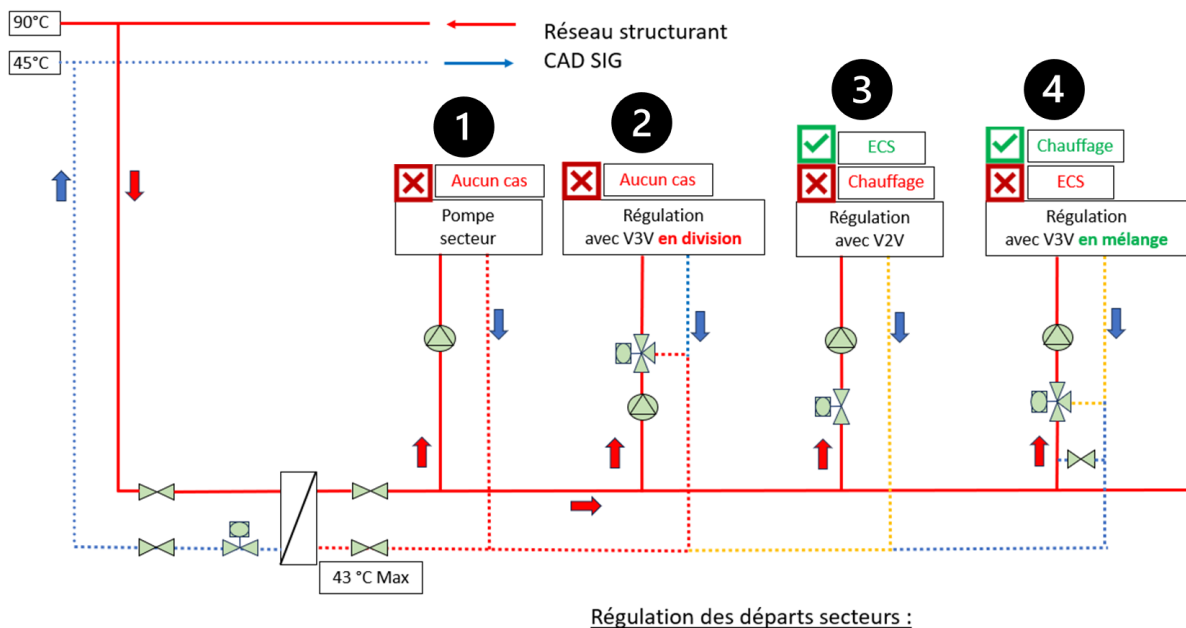 90°C
Réseau structurant
45°C
CAD SIG
1
2
3
4
ECS
Chauffage
Aucun cas
Aucun cas
Chauffage
ECS
Pompe
secteur
Régulation
avec V3V en division
Régulation
avec V2V
Régulation
avec V3V en mélange
43 °C Max
Régulation des départs secteurs :